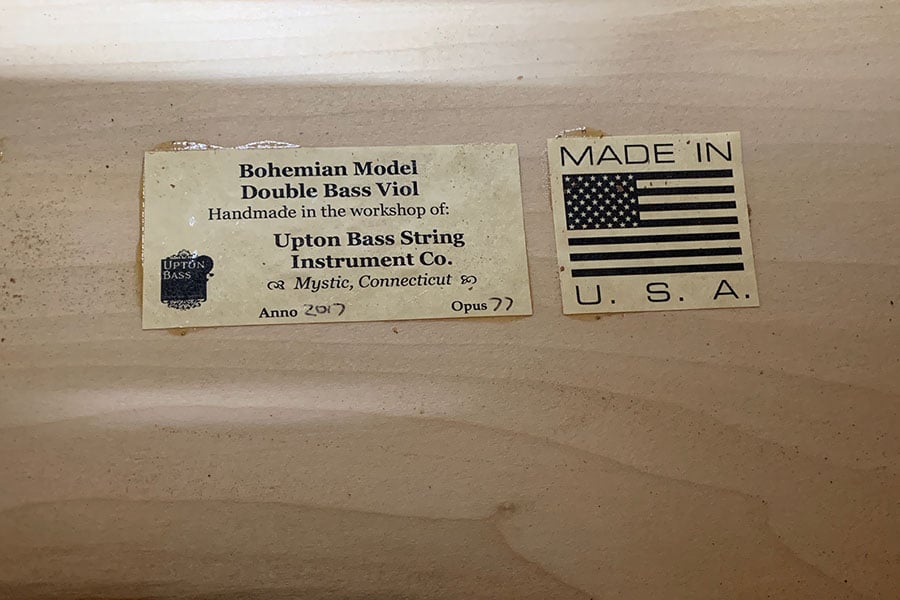 Bohemian Model
Double Bass Viol
Handmade in the workshop of:
Upton Bass String
Instrument Co.
Mystic, Connecticut
UPTON
BASS
Anno 2017
Opus 77
MADE IN
U. S. A.